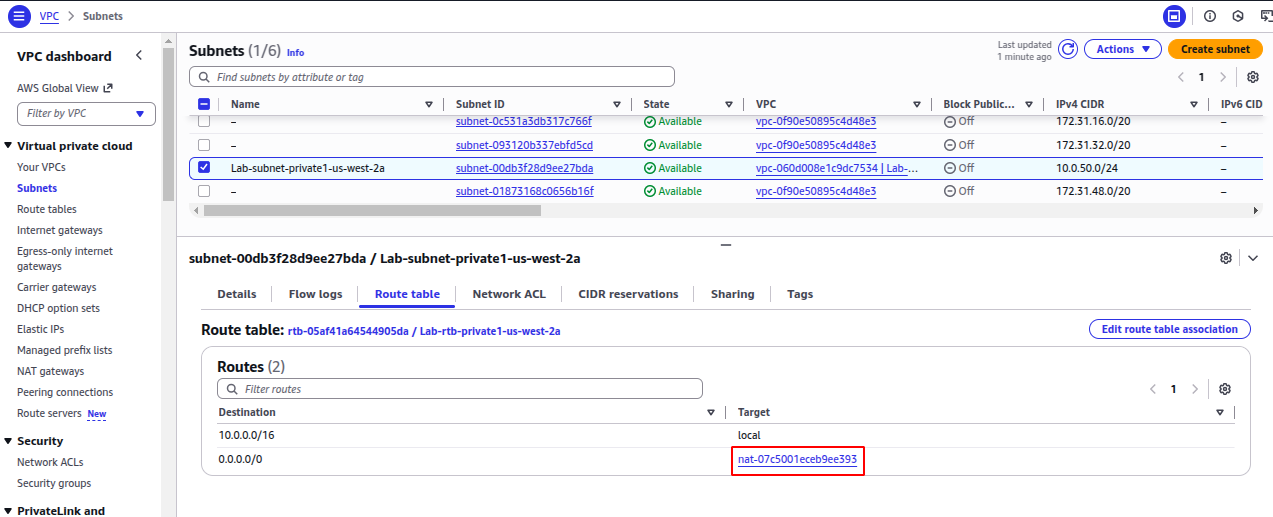 VPC > Subnets
VPC dashboard
AWS Global View
Filter by VPC
Virtual private cloud
Your VPCs
Subnets
Route tables
Internet gateways
Egress-only internet
gateways
Carrier gateways
DHCP option sets
Elastic IPs
Managed prefix lists
NAT gateways
Peering connections
Route servers New
Security
Network ACLs
Security groups
PrivateLink and
Subnets (1/6) Info
Last updated
1 minute ago
Actions
Create subnet
Find subnets by attribute or tag
1
Name Subnet ID State VPC Block Public... IPv4 CIDR IPv6 CID
– subnet-0c531a3db317c766f Available vpc-0f90e50895c4d48e3 Off 172.31.16.0/20 –
– subnet-093120b337ebfd5cd Available vpc-0f90e50895c4d48e3 Off 172.31.32.0/20 –
Lab-subnet-private1-us-west-2a subnet-00db3f28d9ee27bda Available vpc-060d008e1c9dc7534 | Lab-... Off 10.0.50.0/24 –
– subnet-01873168c0656b16f Available vpc-0f90e50895c4d48e3 Off 172.31.48.0/20 –
subnet-00db3f28d9ee27bda / Lab-subnet-private1-us-west-2a
Details Flow logs Route table Network ACL CIDR reservations Sharing Tags
Route table: rtb-05af41a64544905da / Lab-rtb-private1-us-west-2a
Edit route table association
Routes (2)
Filter routes
1
Destination Target
10.0.0.0/16 local
0.0.0.0/0 nat-07c5001eceb9ee393